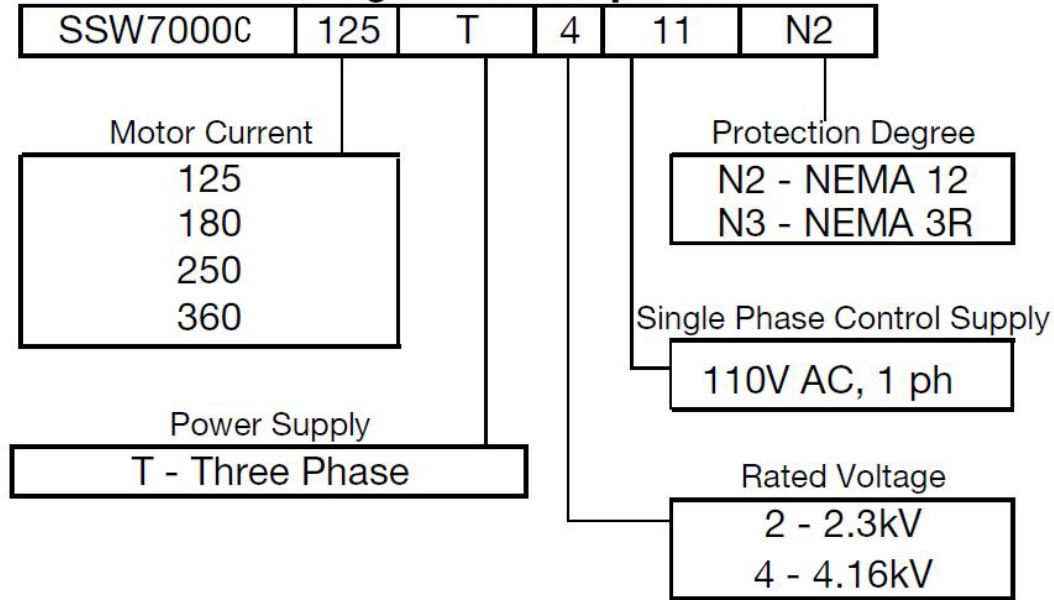 SSW7000C 125 T 4 11 N2
Motor Current
125
180
250
360
Power Supply
T - Three Phase
Protection Degree
N2 - NEMA 12
N3 - NEMA 3R
Single Phase Control Supply
110V AC, 1 ph
Rated Voltage
2 - 2.3kV
4 - 4.16kV